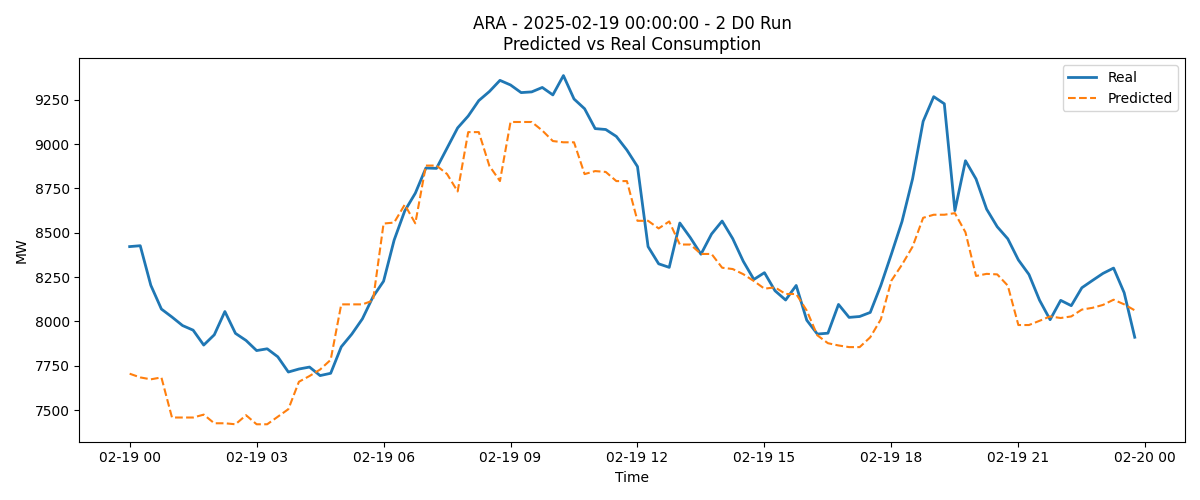 ARA - 2025-02-19 00:00:00 - 2 D0 Run
Predicted vs Real Consumption
Real
Predicted
MW
9250
9000
8750
8500
8250
8000
7750
7500
02-19 00
02-19 03
02-19 06
02-19 09
02-19 12
02-19 15
02-19 18
02-19 21
02-20 00
Time